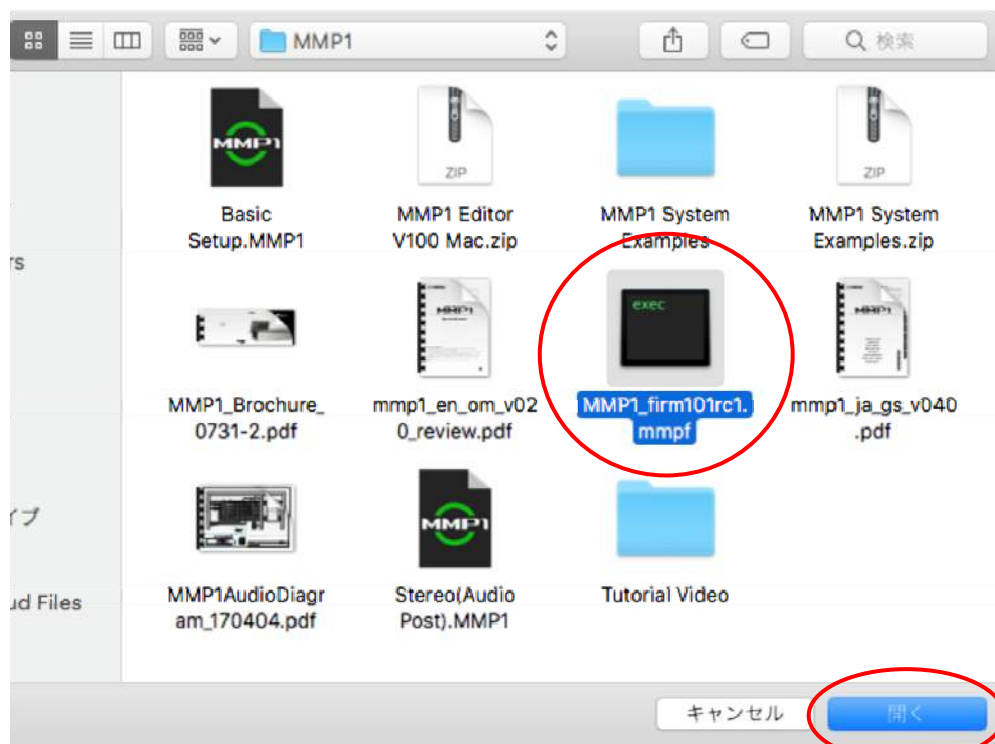 MMP1
検索
MMP1
ZIP
ZIP
Basic
Setup.MMP1
MMP1 Editor
V100 Mac.zip
MMP1 System
Examples
MMP1 System
Examples.zip
rs
MMP1
exec
MMP1
MMP1_Brochure_
0731-2.pdf
mmp1_en_om_v02
0_review.pdf
MMP1_firm101rc1.
mmpf
mmp1_ja_gs_v040
.pdf
イブ
MMP1
ud Files
MMP1AudioDiagr
am_170404.pdf
Stereo(Audio
Post).MMP1
Tutorial Video
キャンセル
開く